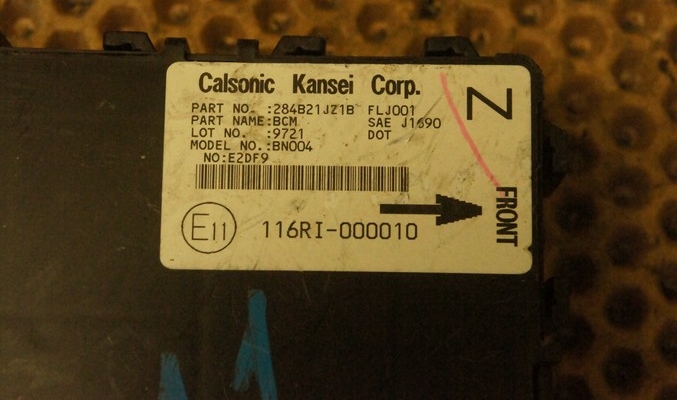 Calsonic Kansei Corp.
PART NO. :284B21JZ1B FLJ001
PART NAME:BCM SAE J1690
LOT NO. :9721 DOT
MODEL NO.:BN004
NO:E2DF9
E11 116RI-000010
Z
FRONT